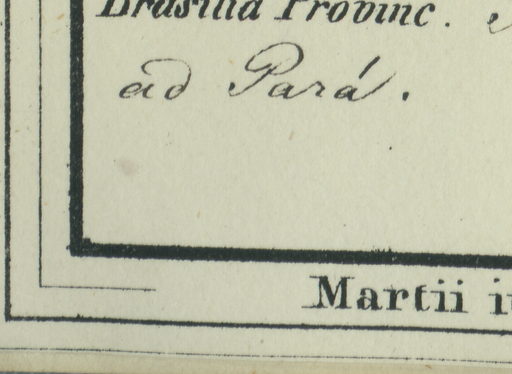 Brasilia Provinc.
ad Pará.
Martii